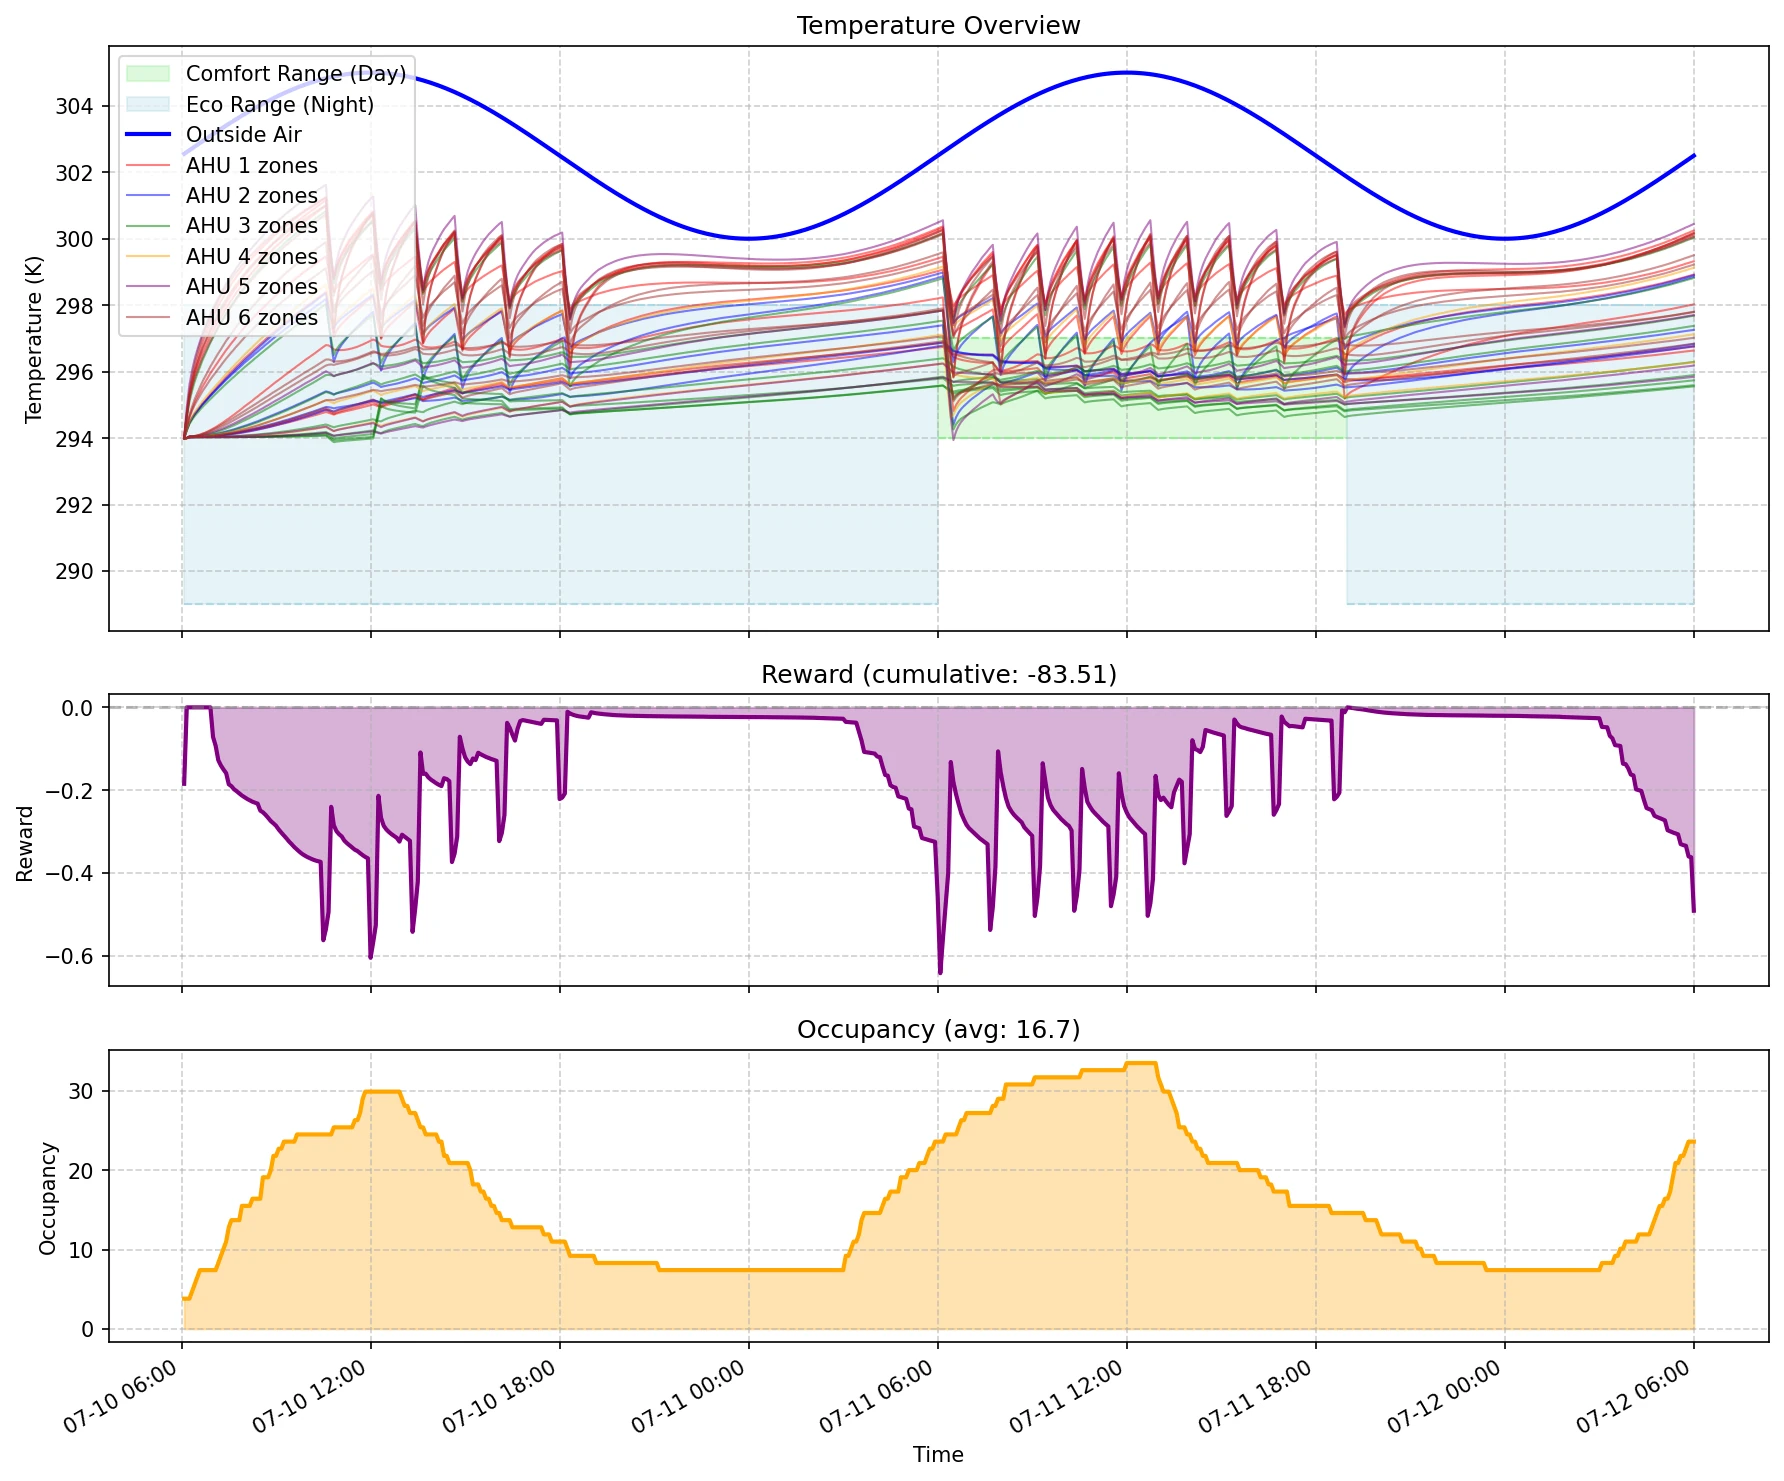 Temperature Overview
Comfort Range (Day)
Eco Range (Night)
Outside Air
AHU 1 zones
AHU 2 zones
AHU 3 zones
AHU 4 zones
AHU 5 zones
AHU 6 zones
Temperature (K)
304
302
300
298
296
294
292
290
Reward (cumulative: -83.51)
Reward
0.0
−0.2
−0.4
−0.6
Occupancy (avg: 16.7)
Occupancy
30
20
10
0
07-10 06:00
07-10 12:00
07-10 18:00
07-11 00:00
07-11 06:00
07-11 12:00
07-11 18:00
07-12 00:00
07-12 06:00
Time